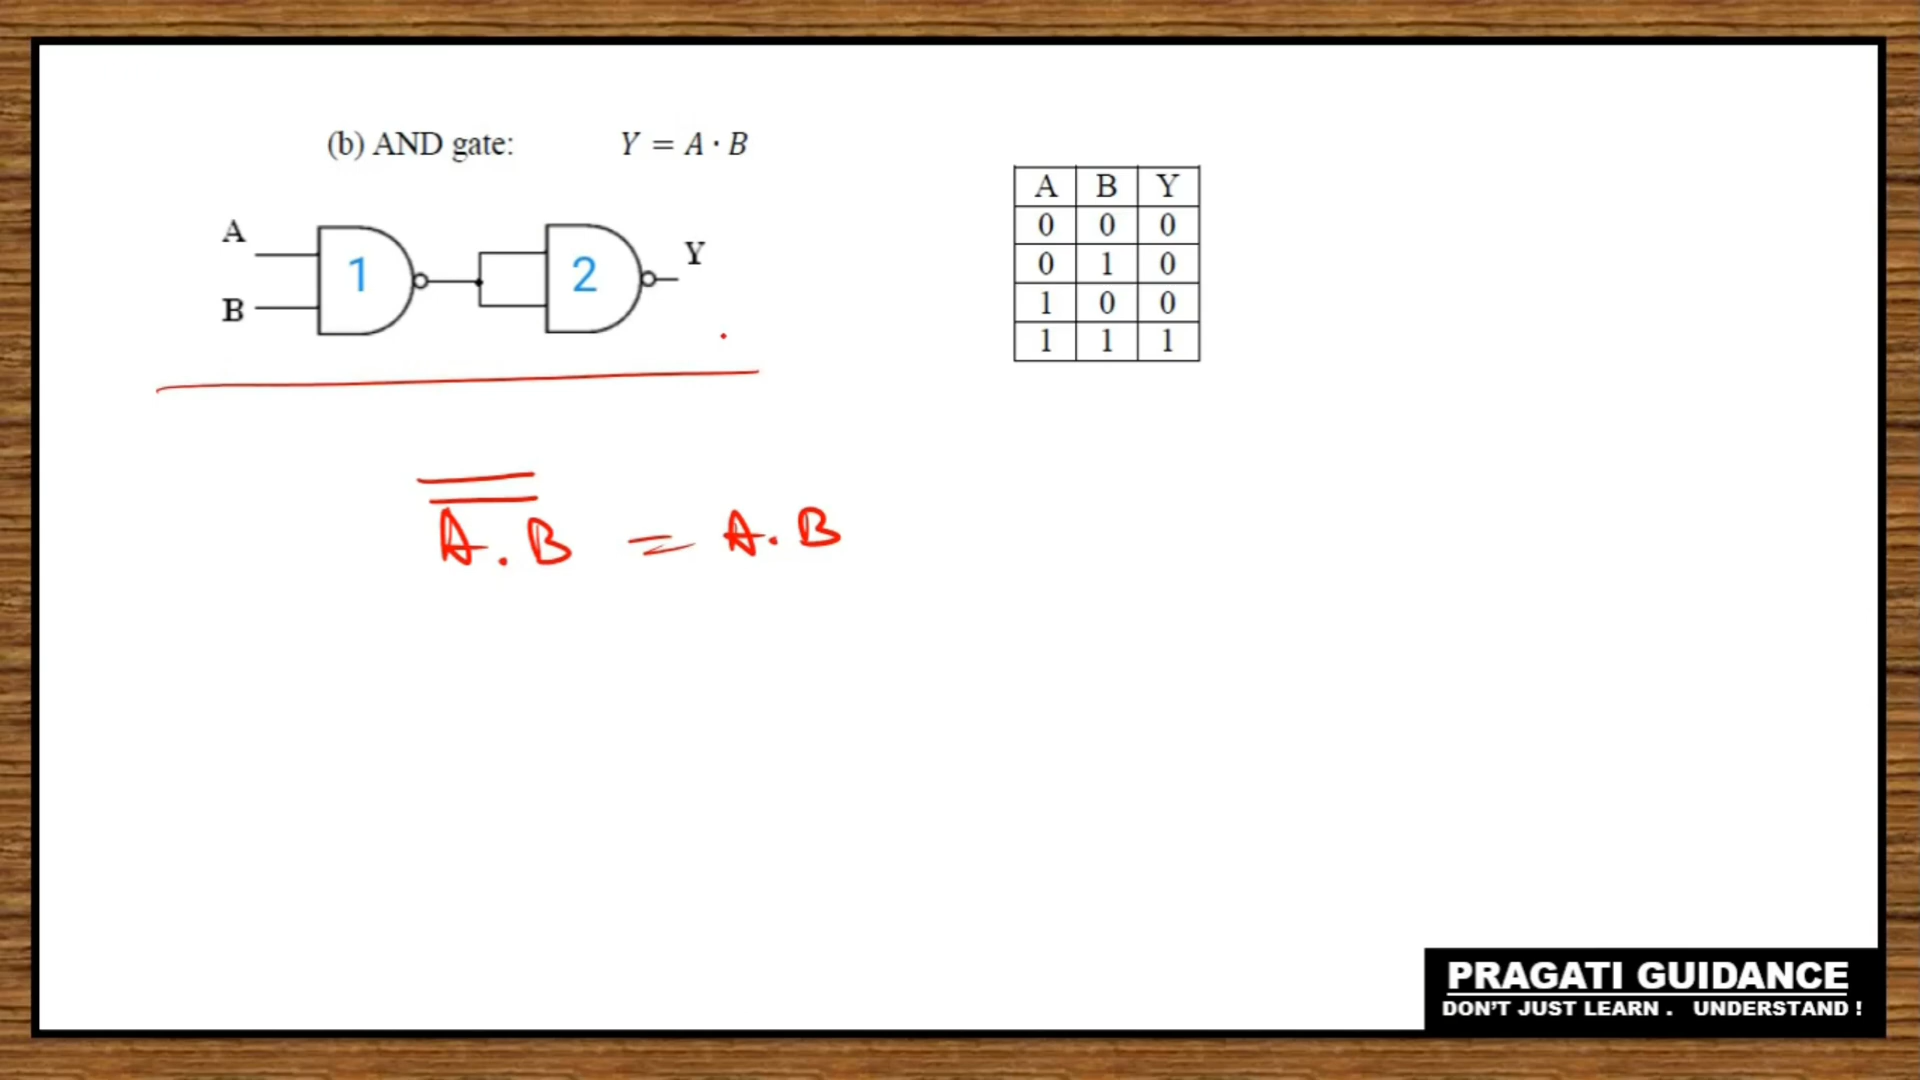 (b) AND gate: Y = A · B
A
1
2
Y
B
A B Y
0 0 0
0 1 0
1 0 0
1 1 1
A̿.̿B̿ = A.B
PRAGATI GUIDANCE
DON'T JUST LEARN . UNDERSTAND !